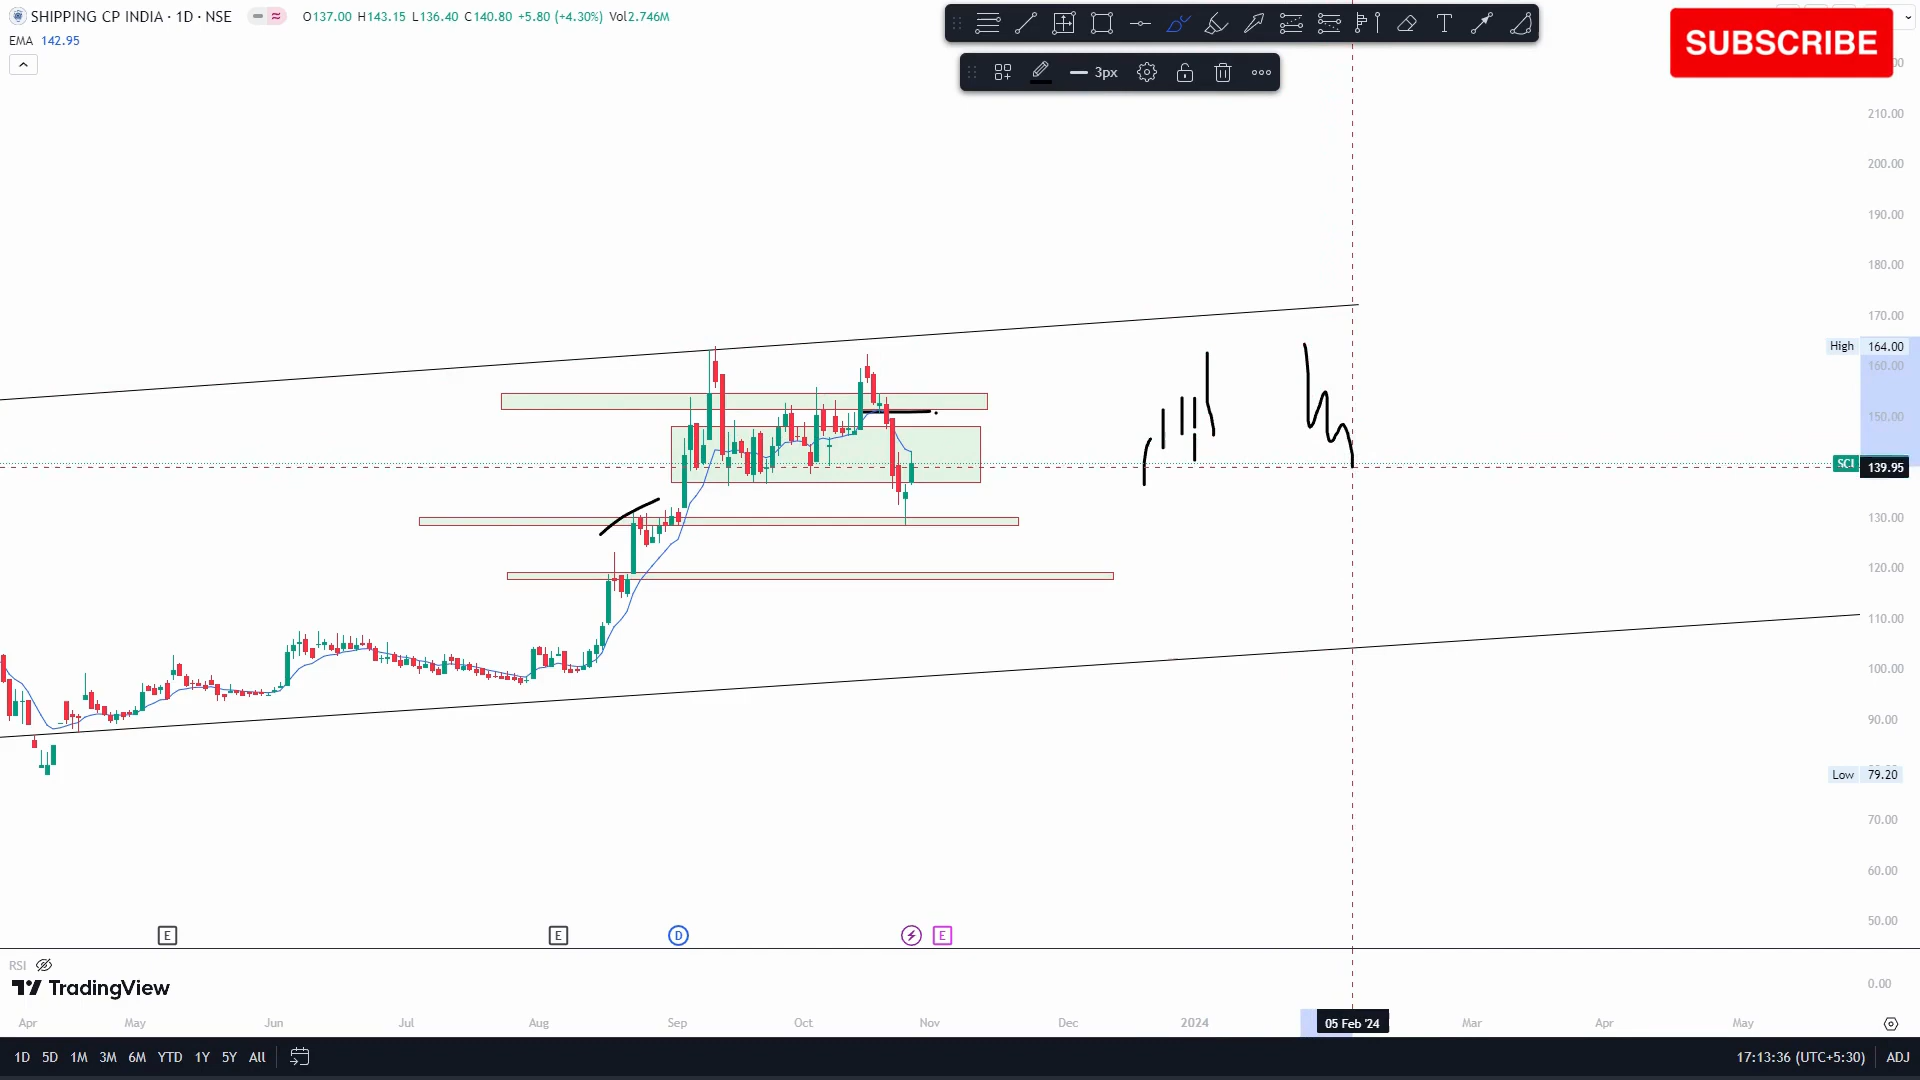 SHIPPING CP INDIA · 1D · NSE O137.00 H143.15 L136.40 C140.80 +5.80 (+4.30%) Vol2.746M
EMA 142.95
3px
SUBSCRIBE
210.00
200.00
190.00
180.00
170.00
High 164.00
160.00
150.00
SCI 139.95
130.00
120.00
110.00
100.00
90.00
Low 79.20
70.00
60.00
50.00
E E D E
RSI
0.00
TradingView
Apr May Jun Jul Aug Sep Oct Nov Dec 2024 05 Feb '24 Mar Apr May
1D 5D 1M 3M 6M YTD 1Y 5Y All 17:13:36 (UTC+5:30) ADJ